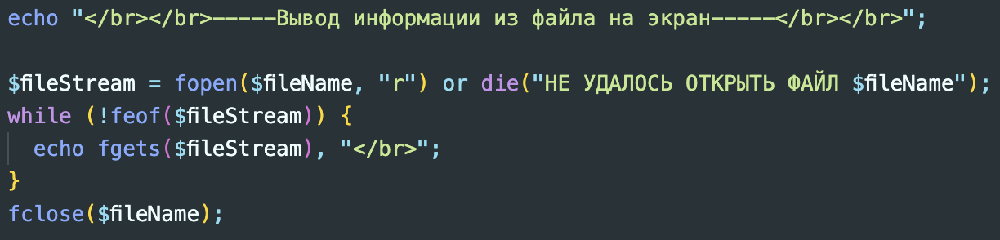 echo "</br></br>-----Вывод информации из файла на экран-----</br></br>";
$fileStream = fopen($fileName, "r") or die("НЕ УДАЛОСЬ ОТКРЫТЬ ФАЙЛ $fileName");
while (!feof($fileStream)) {
echo fgets($fileStream), "</br>";
}
fclose($fileName);